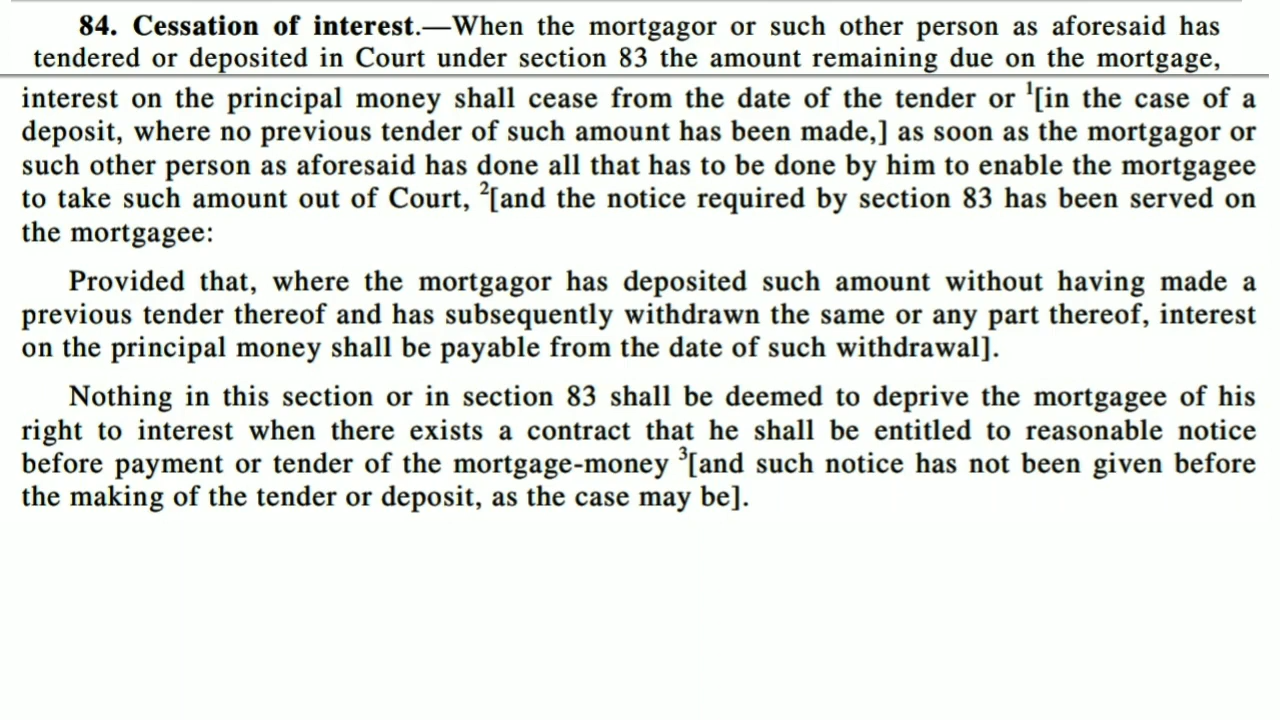 84. Cessation of interest.—When the mortgagor or such other person as aforesaid has
tendered or deposited in Court under section 83 the amount remaining due on the mortgage,
interest on the principal money shall cease from the date of the tender or 1[in the case of a
deposit, where no previous tender of such amount has been made,] as soon as the mortgagor or
such other person as aforesaid has done all that has to be done by him to enable the mortgagee
to take such amount out of Court, 2[and the notice required by section 83 has been served on
the mortgagee:
Provided that, where the mortgagor has deposited such amount without having made a
previous tender thereof and has subsequently withdrawn the same or any part thereof, interest
on the principal money shall be payable from the date of such withdrawal].
Nothing in this section or in section 83 shall be deemed to deprive the mortgagee of his
right to interest when there exists a contract that he shall be entitled to reasonable notice
before payment or tender of the mortgage-money 3[and such notice has not been given before
the making of the tender or deposit, as the case may be].